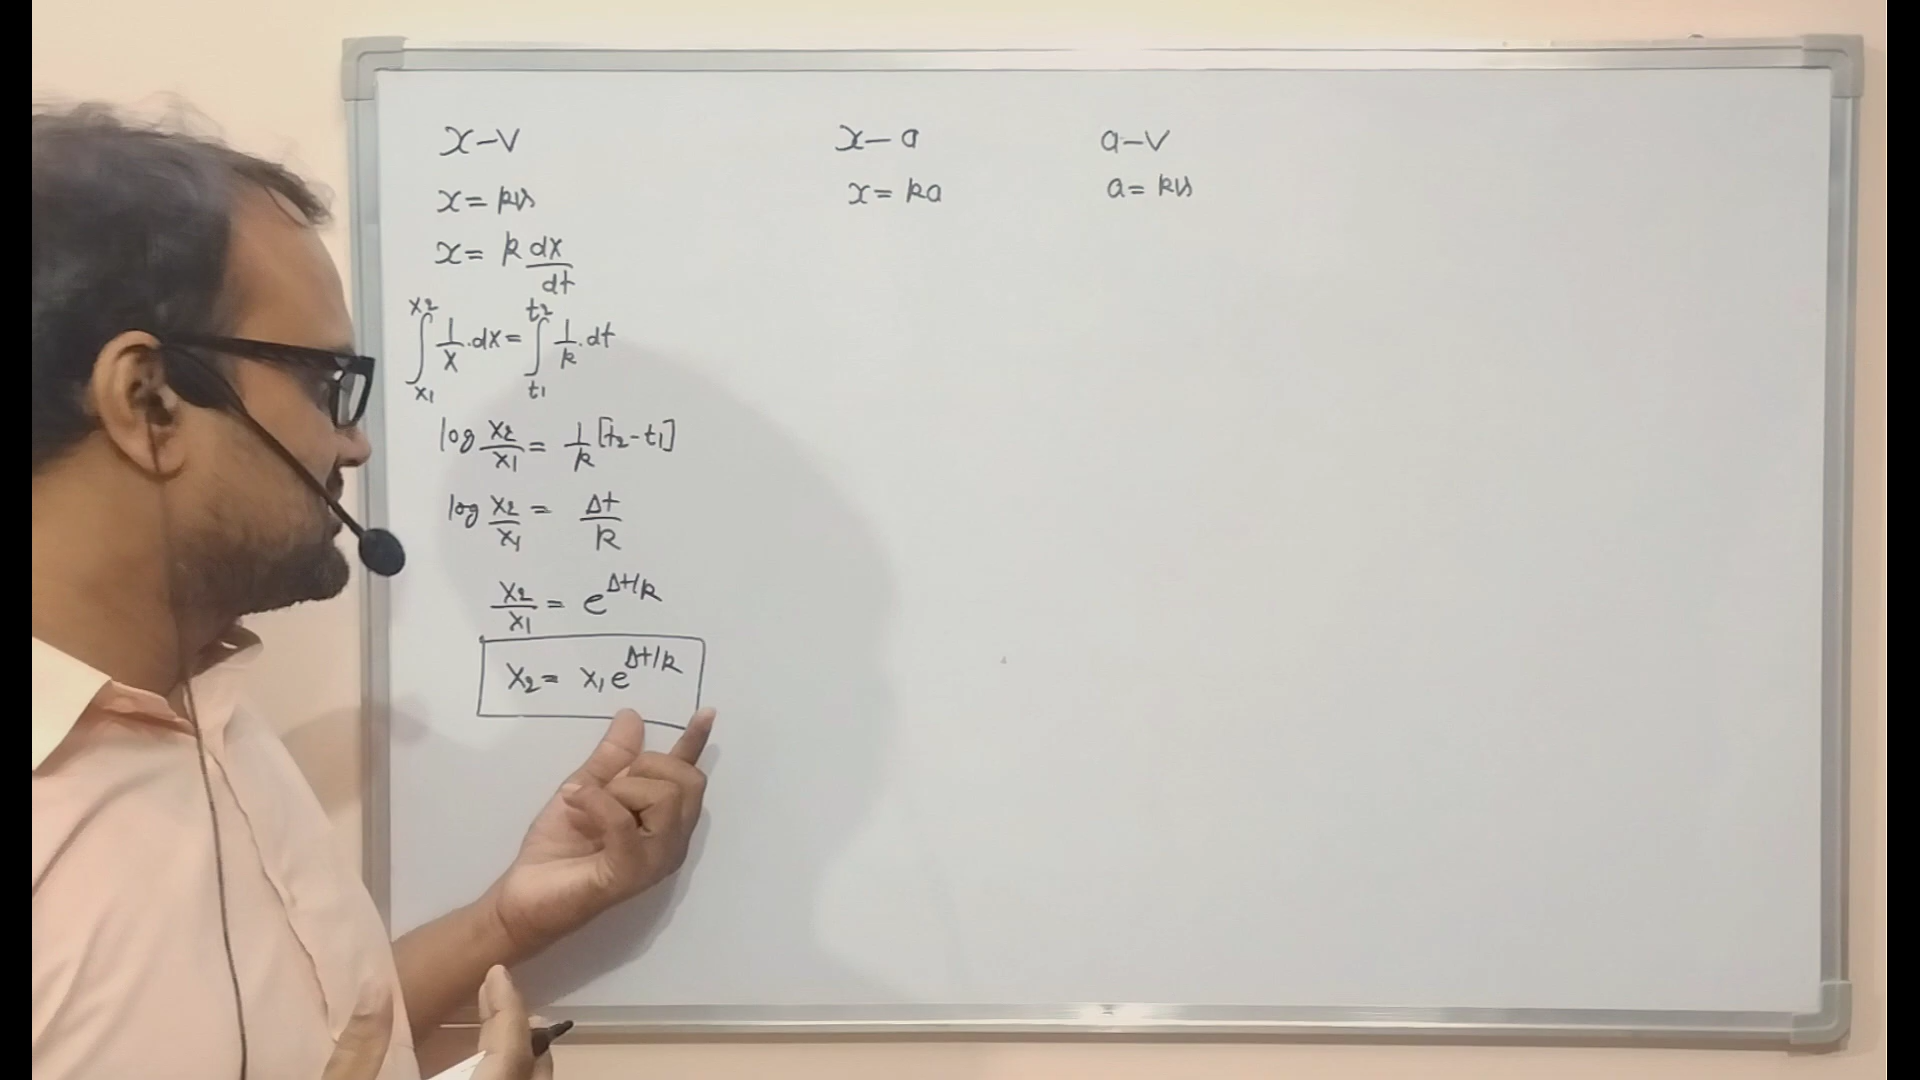 x-v
x = kv
x = k dx/dt
∫x1^x2 1/x . dx = ∫t1^t2 1/k . dt
log x2/x1 = 1/k [t2 - t1]
log x2/x1 = Δt/k
x2/x1 = e^Δt/k
x2 = x1 e^Δt/k
x-a
x = ka
a-v
a = kv